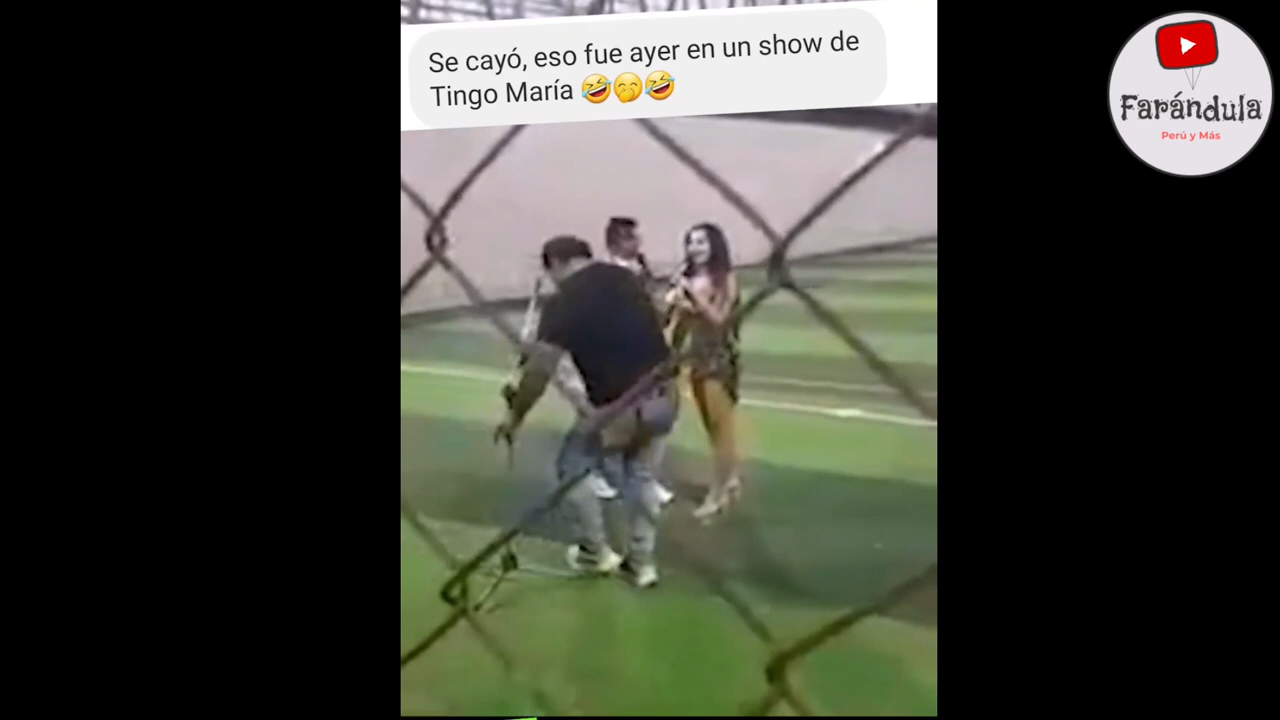 Se cayó, eso fue ayer en un show de
Tingo María 🤣🤭🤣
Farándula
Perú y Más